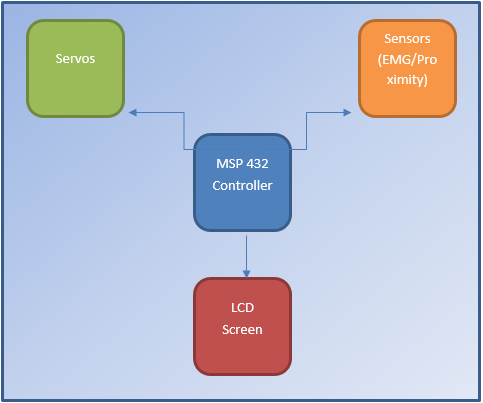 Servos
Sensors
(EMG/Pro
ximity)
MSP 432
Controller
LCD
Screen